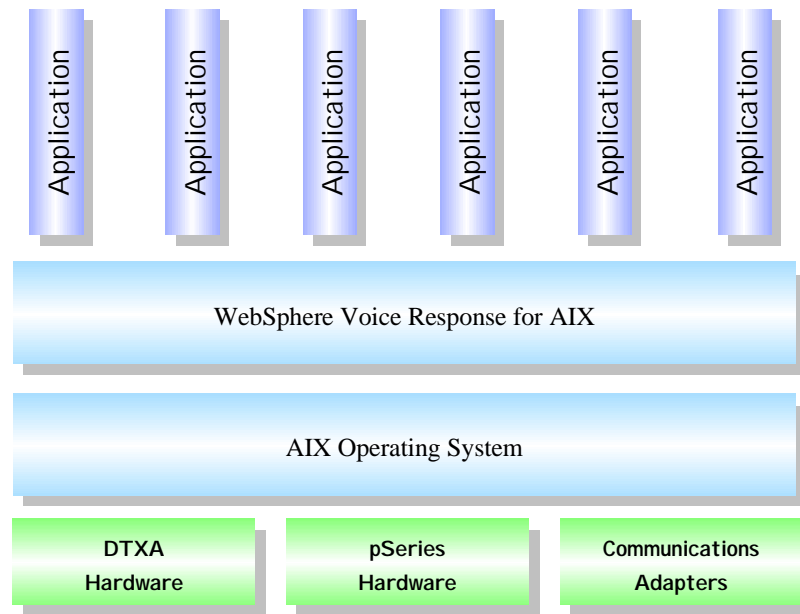 Application
Application
Application
Application
Application
Application
WebSphere Voice Response for AIX
AIX Operating System
DTXA
Hardware
pSeries
Hardware
Communications
Adapters